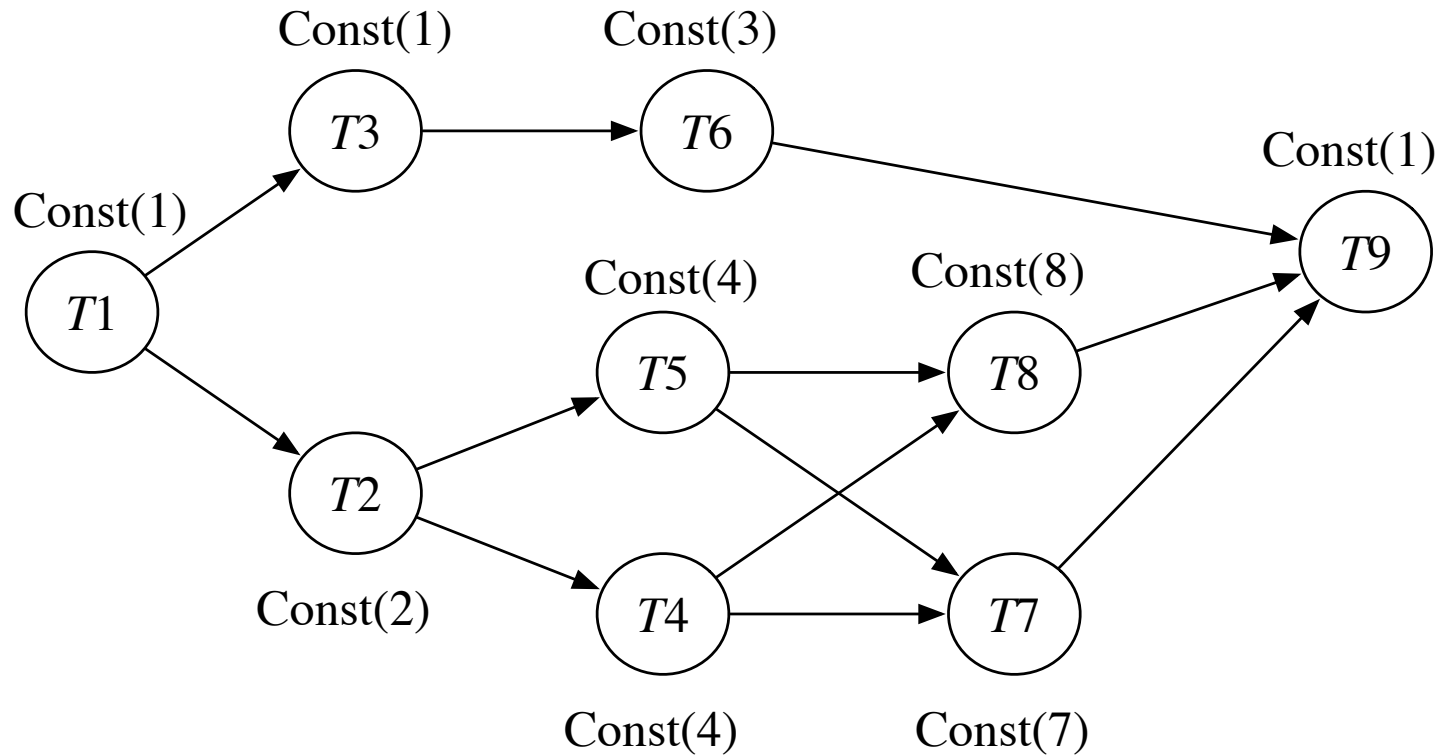 Const(1)
Const(3)
T3
T6
Const(1)
Const(1)
T9
T1
Const(4)
Const(8)
T5
T8
T2
Const(2)
T4
T7
Const(4)
Const(7)